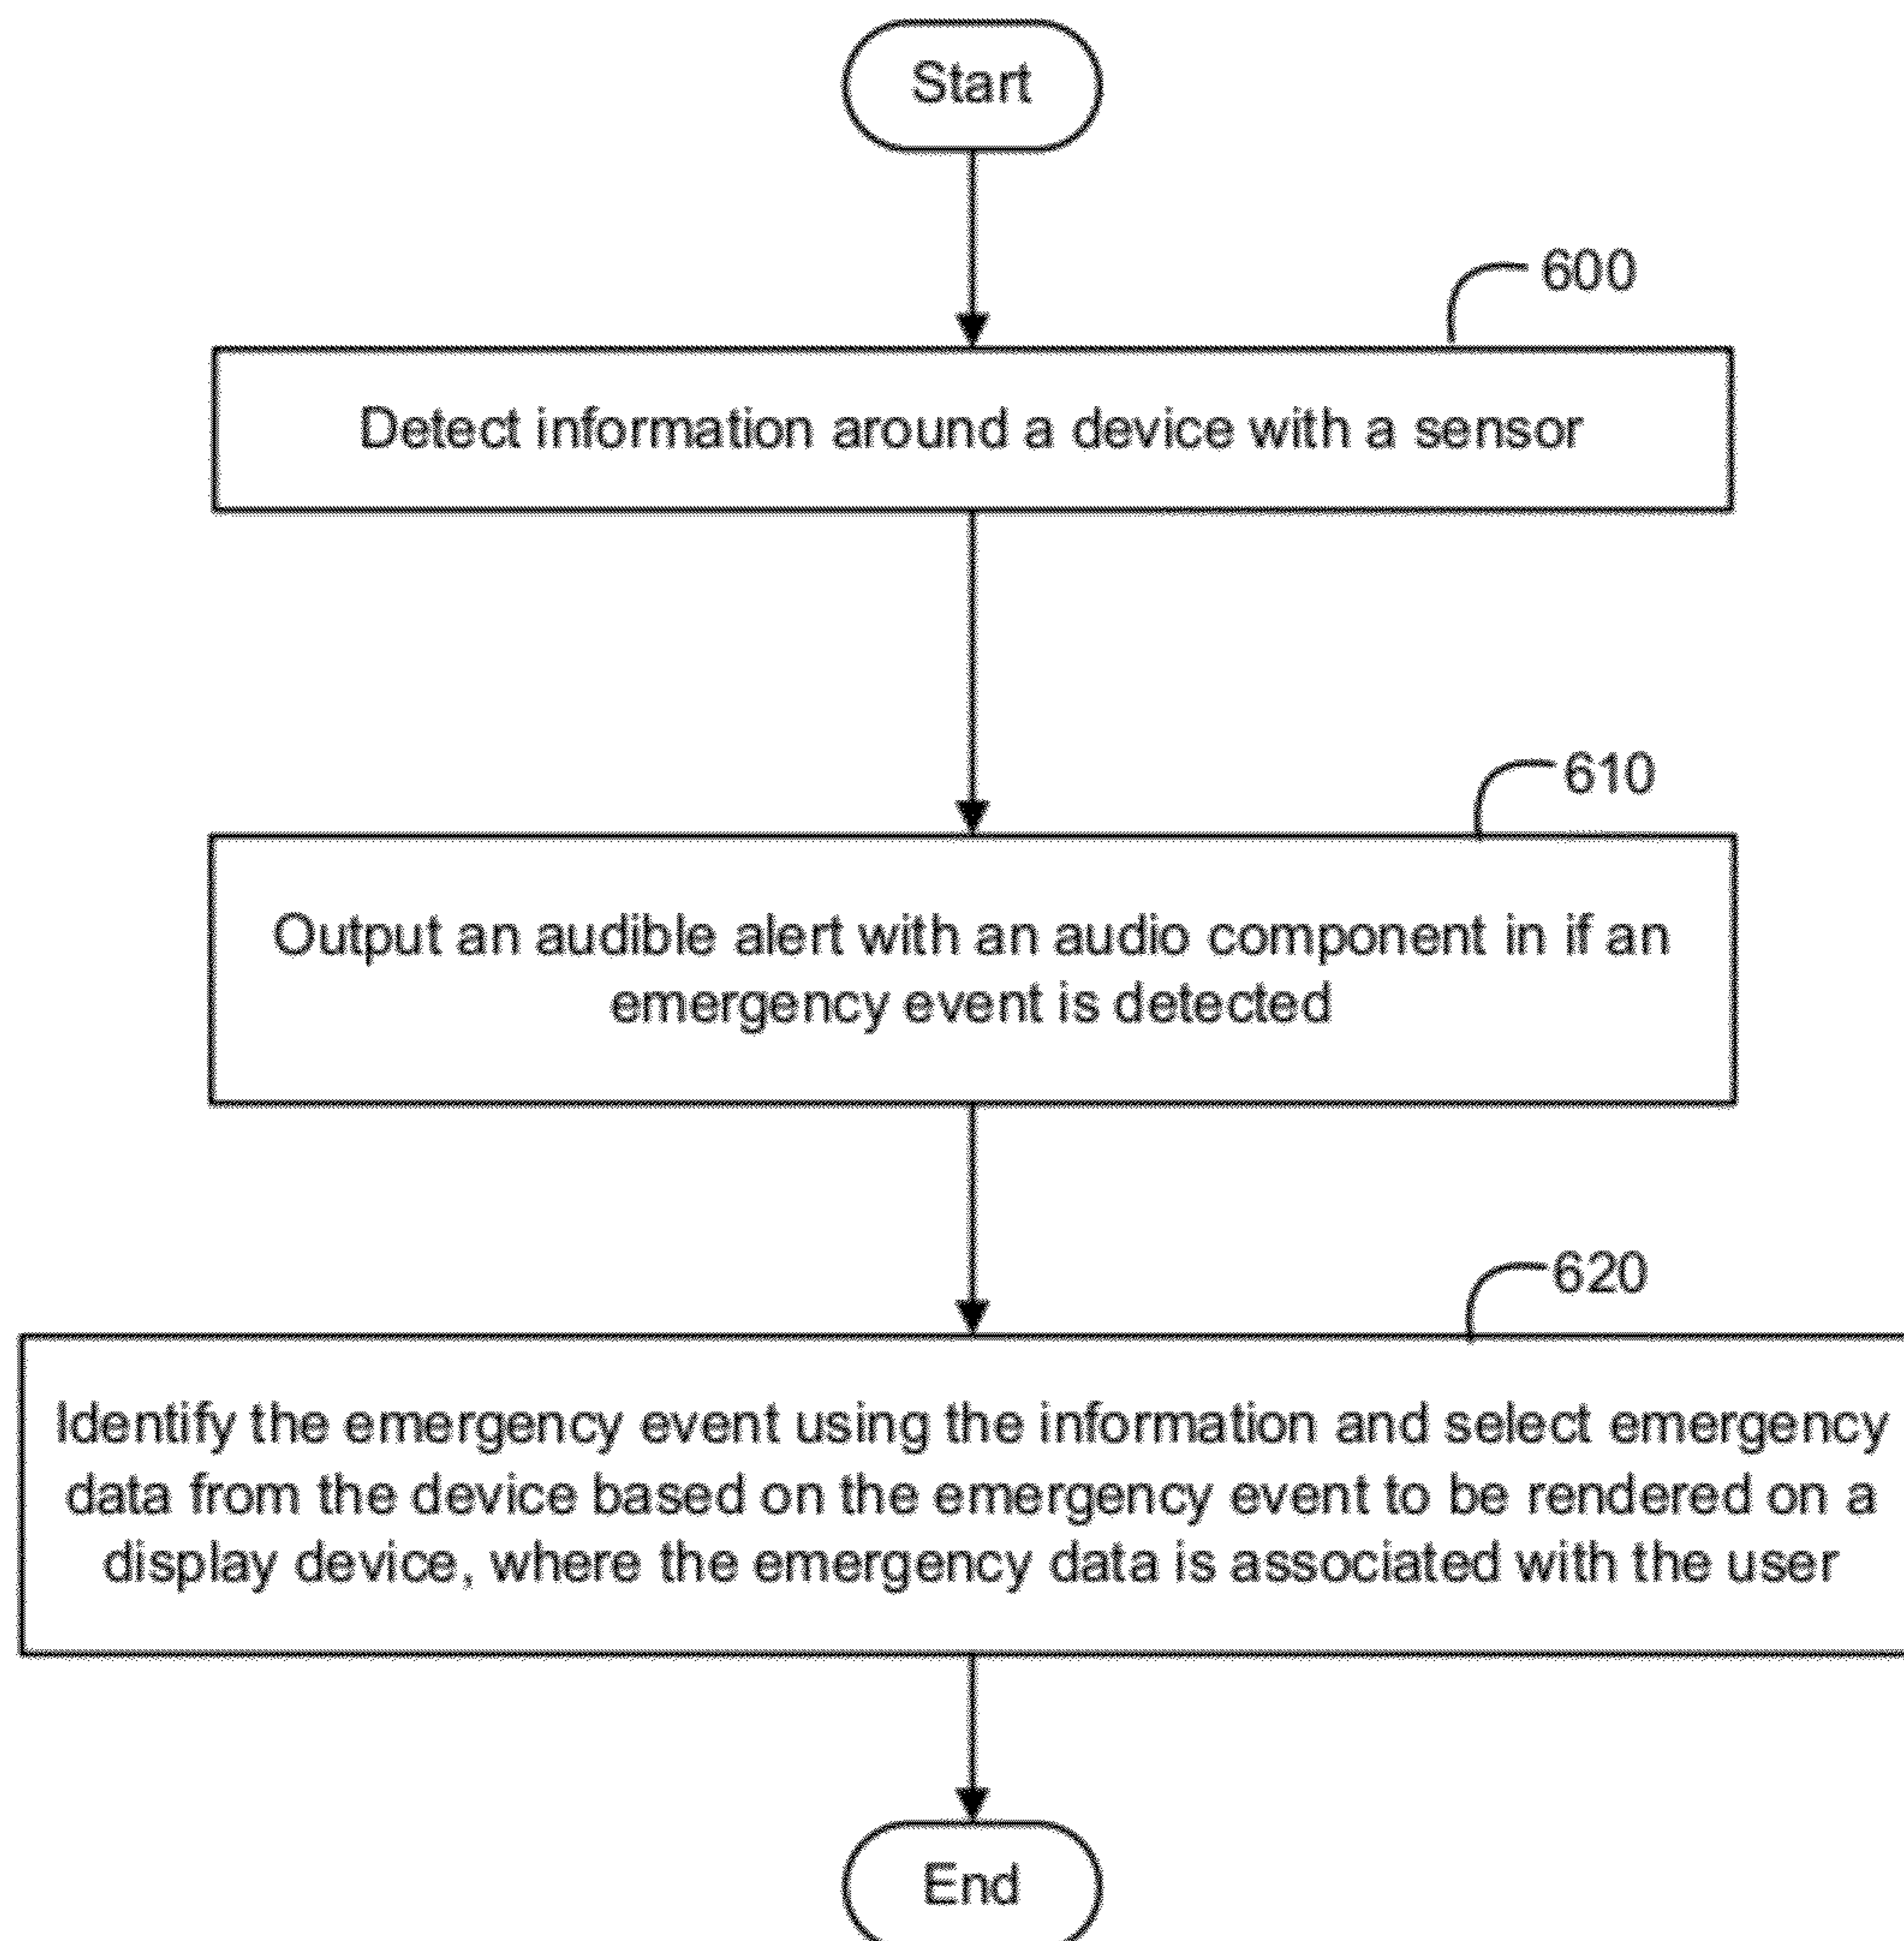 Start
600
Detect information around a device with a sensor
610
Output an audible alert with an audio component in if an
emergency event is detected
620
Identify the emergency event using the information and select emergency
data from the device based on the emergency event to be rendered on a
display device, where the emergency data is associated with the user
End